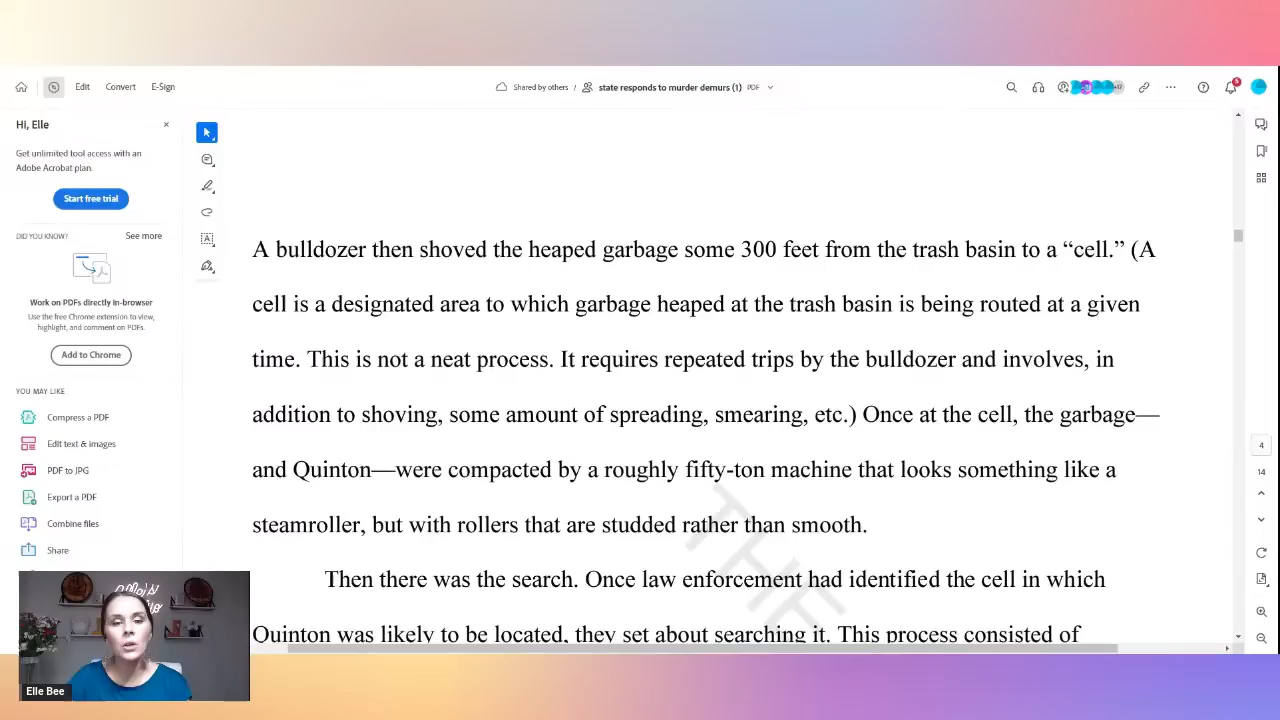 Edit
Convert
E-Sign
Shared by others / state responds to murder demurs (1) PDF
Hi, Elle
Get unlimited tool access with an
Adobe Acrobat plan.
Start free trial
DID YOU KNOW?
See more
Work on PDFs directly in-browser
Use the free Chrome extension to view,
highlight, and comment on PDFs.
Add to Chrome
YOU MAY LIKE
Compress a PDF
Edit text & images
PDF to JPG
Export a PDF
Combine files
Share
A bulldozer then shoved the heaped garbage some 300 feet from the trash basin to a “cell.” (A
cell is a designated area to which garbage heaped at the trash basin is being routed at a given
time. This is not a neat process. It requires repeated trips by the bulldozer and involves, in
addition to shoving, some amount of spreading, smearing, etc.) Once at the cell, the garbage—
and Quinton—were compacted by a roughly fifty-ton machine that looks something like a
steamroller, but with rollers that are studded rather than smooth.
Then there was the search. Once law enforcement had identified the cell in which
Quinton was likely to be located, they set about searching it. This process consisted of
THE
4
14
Elle Bee